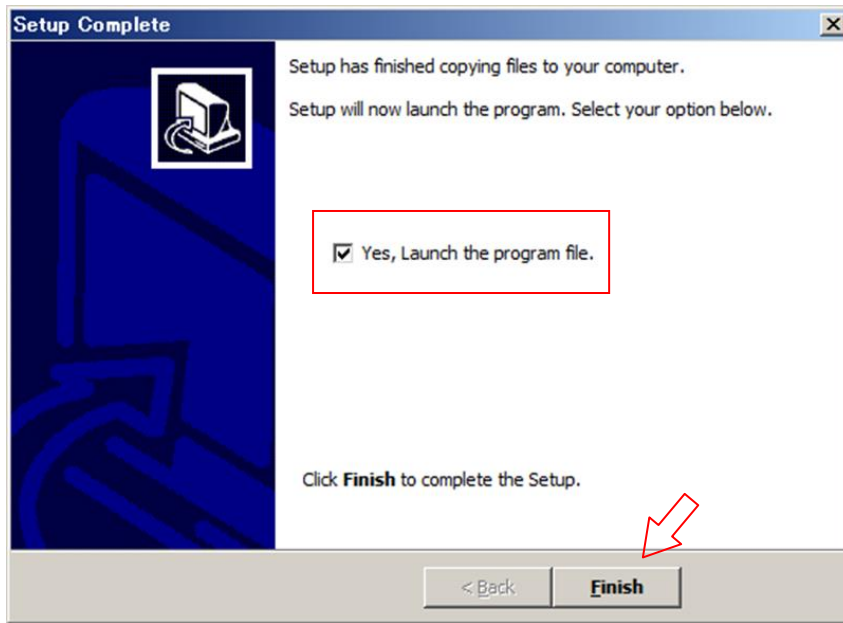 Setup Complete
Setup has finished copying files to your computer.
Setup will now launch the program. Select your option below.
Yes, Launch the program file.
Click Finish to complete the Setup.
< Back
Finish